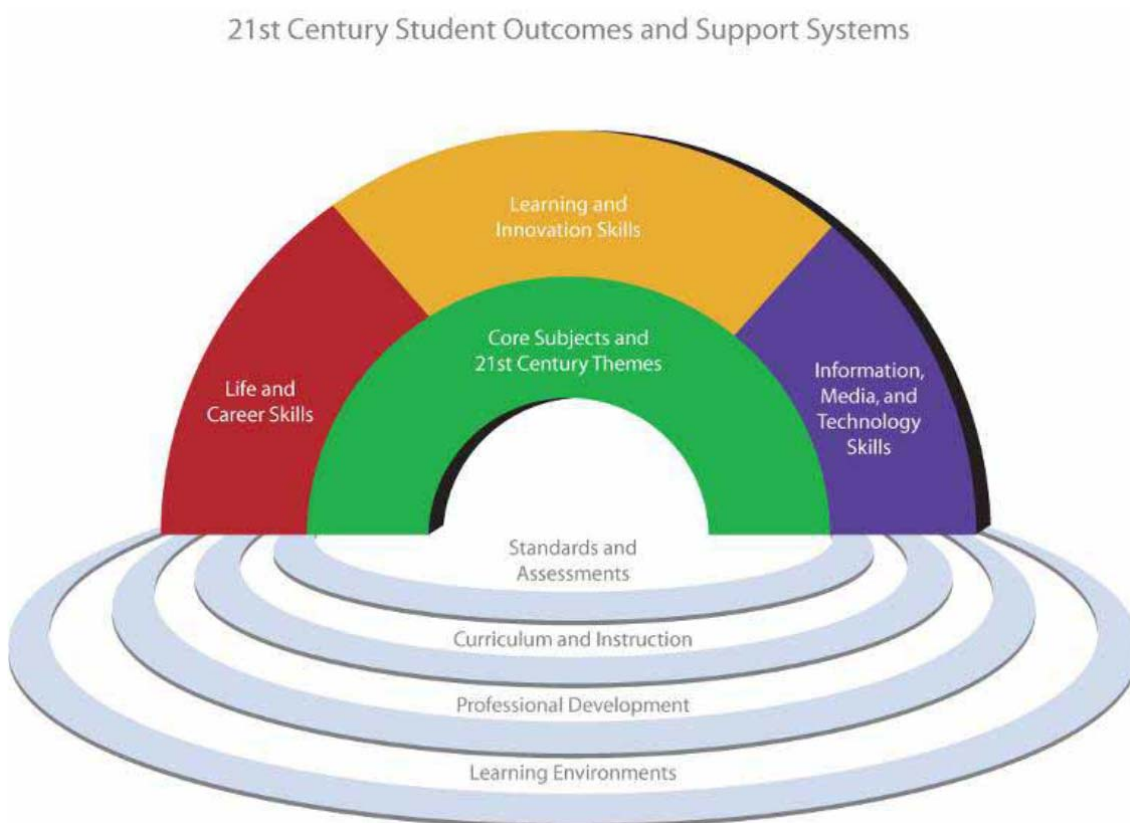 21st Century Student Outcomes and Support Systems
Learning and
Innovation Skills
Core Subjects and
21st Century Themes
Life and
Career Skills
Information,
Media, and
Technology
Skills
Standards and
Assessments
Curriculum and Instruction
Professional Development
Learning Environments